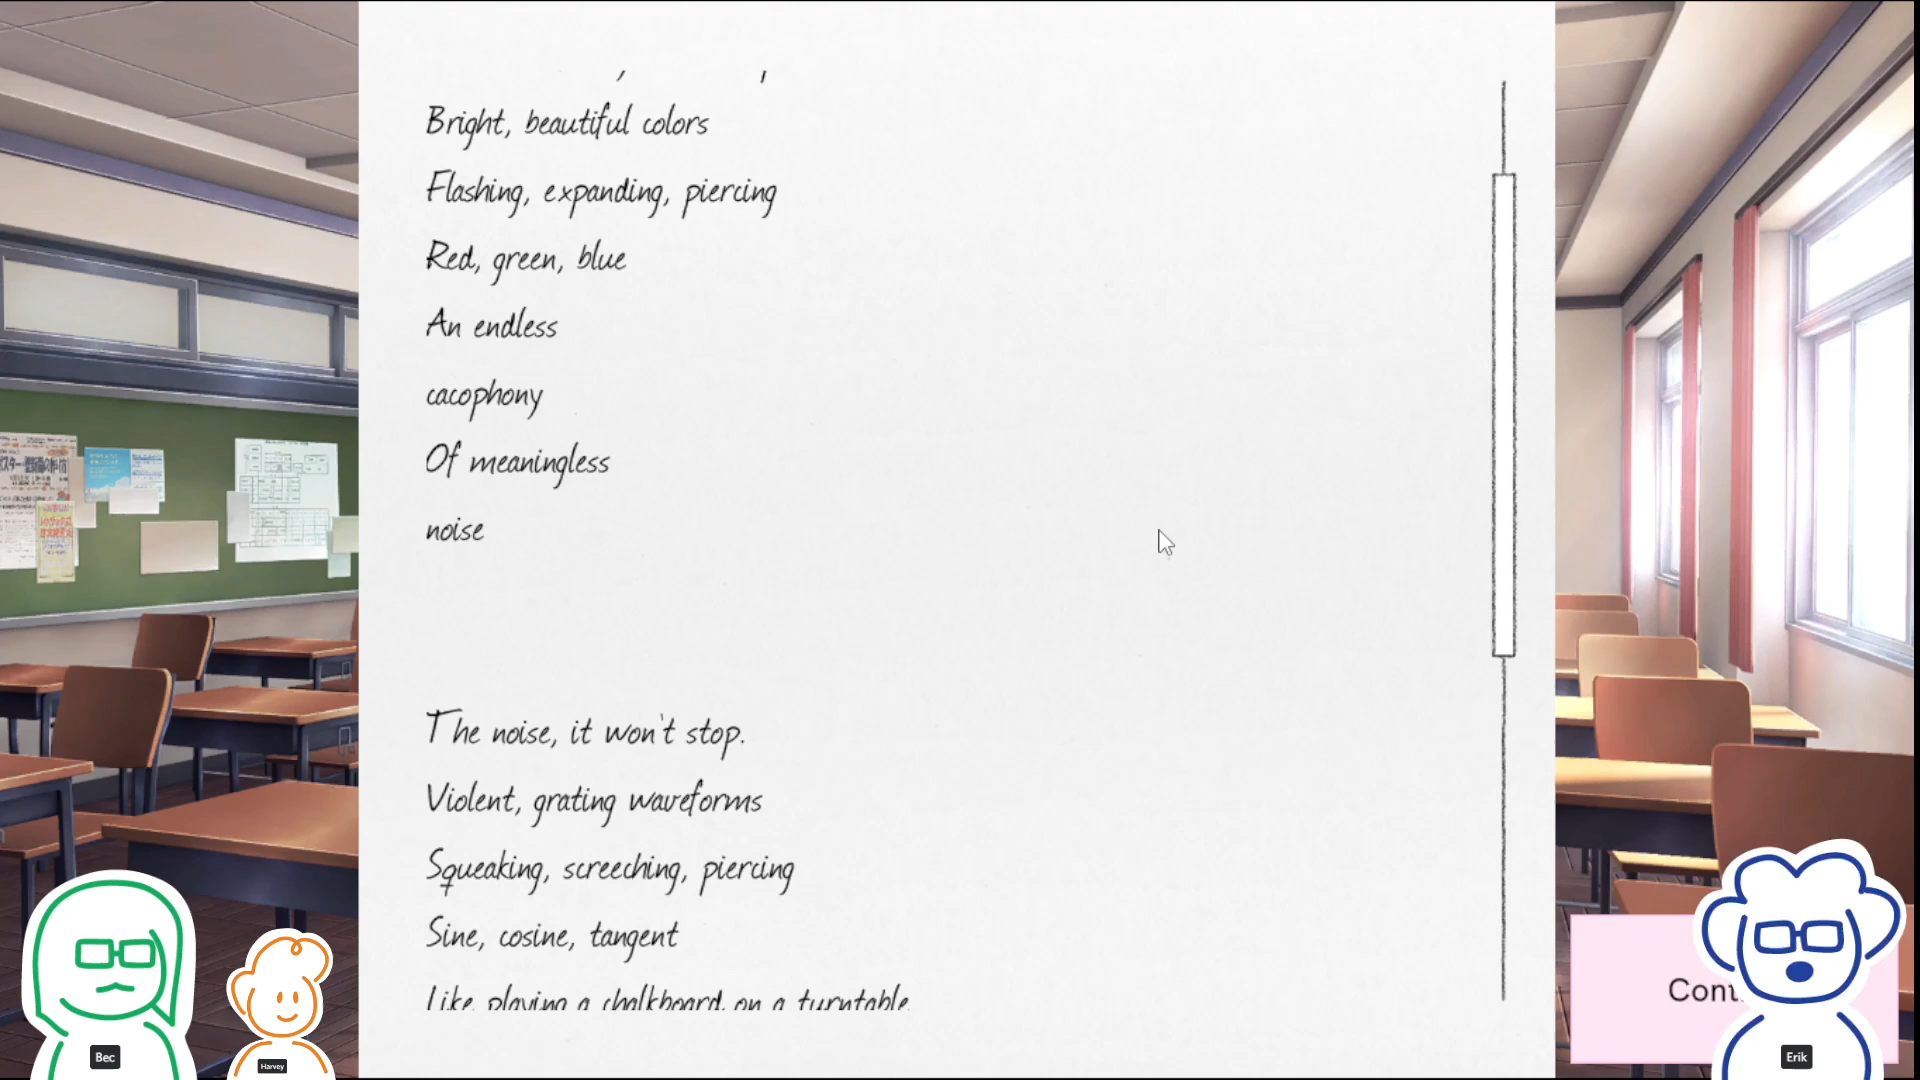 Bright, beautiful colors
Flashing, expanding, piercing
Red, green, blue
An endless
cacophony
Of meaningless
noise
The noise, it won't stop.
Violent, grating waveforms
Squeaking, screeching, piercing
Sine, cosine, tangent
Like playing a chalkboard on a turntable
Cont
Bec
Harvey
Erik